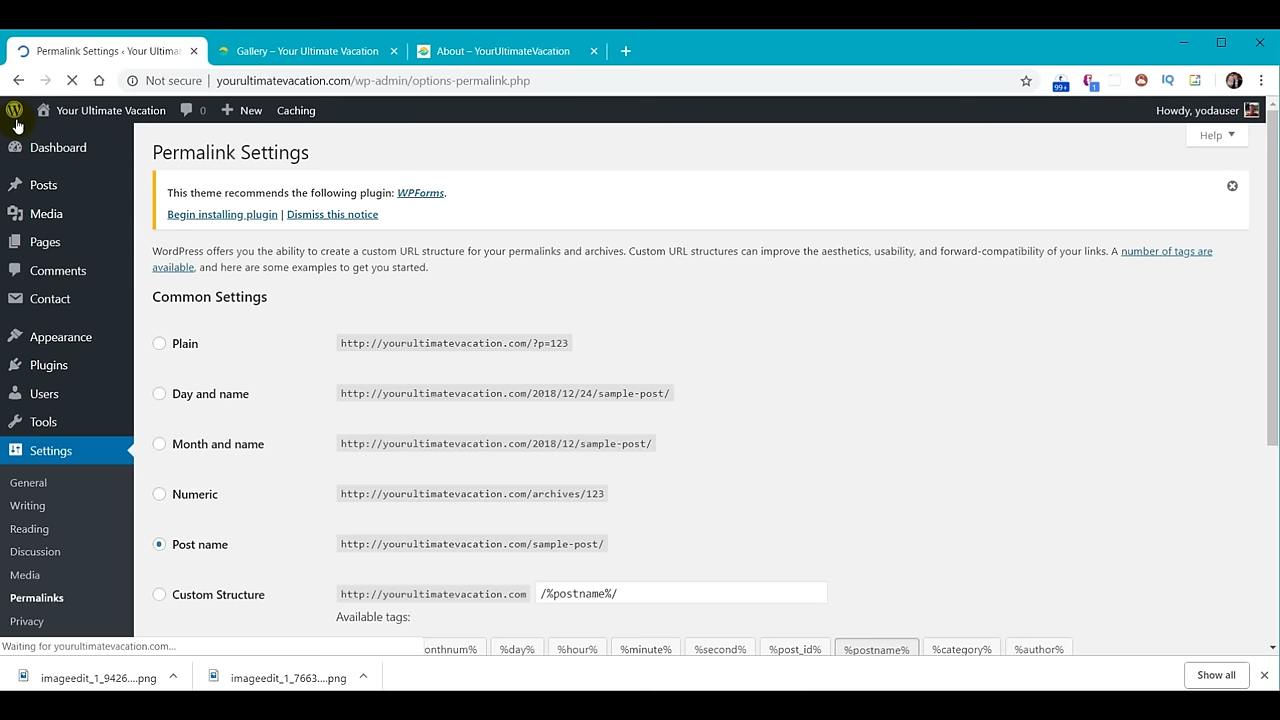 Permalink Settings ‹ Your Ultima
Gallery – Your Ultimate Vacation
About – YourUltimateVacation
Not secure | yourultimatevacation.com/wp-admin/options-permalink.php
99+
1
IQ
Your Ultimate Vacation
0
New
Caching
Howdy, yodauser
Help
Dashboard
Posts
Media
Pages
Comments
Contact
Appearance
Plugins
Users
Tools
Settings
General
Writing
Reading
Discussion
Media
Permalinks
Privacy
Permalink Settings
This theme recommends the following plugin: WPForms.
Begin installing plugin | Dismiss this notice
WordPress offers you the ability to create a custom URL structure for your permalinks and archives. Custom URL structures can improve the aesthetics, usability, and forward-compatibility of your links. A number of tags are
available, and here are some examples to get you started.
Common Settings
Plain http://yourultimatevacation.com/?p=123
Day and name http://yourultimatevacation.com/2018/12/24/sample-post/
Month and name http://yourultimatevacation.com/2018/12/sample-post/
Numeric http://yourultimatevacation.com/archives/123
Post name http://yourultimatevacation.com/sample-post/
Custom Structure http://yourultimatevacation.com /%postname%/
Available tags:
onthnum% %day% %hour% %minute% %second% %post_id% %postname% %category% %author%
Waiting for yourultimatevacation.com...
imageedit_1_9426....png
imageedit_1_7663....png
Show all